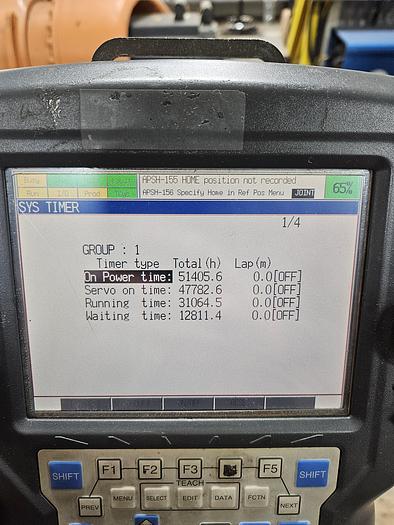 Busy
APSH-155 HOME position not recorded
Run I/O Prod TCyc
APSH-156 Specify Home in Ref Pos Menu JOINT
65%
SYS TIMER
1/4
GROUP : 1
Timer type Total(h) Lap(m)
On Power time: 51405.6 0.0[OFF]
Servo on time: 47782.6 0.0[OFF]
Running time: 31064.5 0.0[OFF]
Waiting time: 12811.4 0.0[OFF]
SHIFT F1 F2 F3 F5 SHIFT
TEACH
PREV MENU SELECT EDIT DATA FCTN NEXT